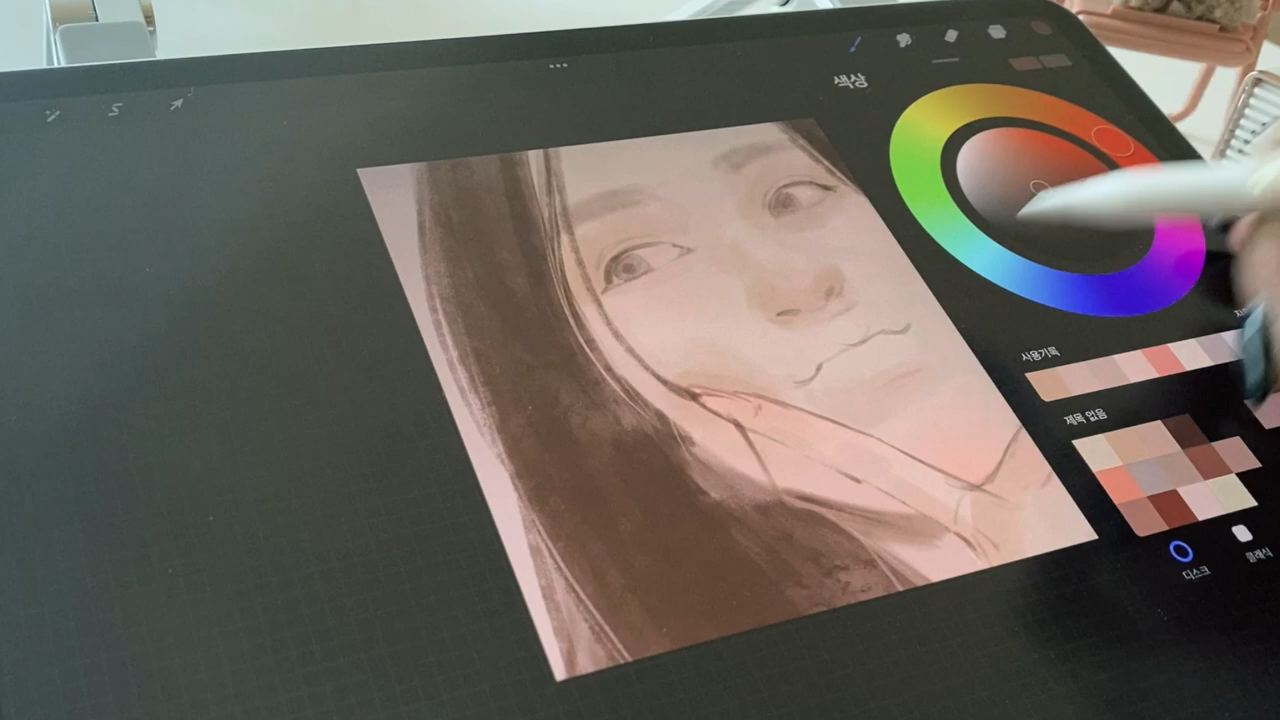 색상
사용기록
제목 없음
디스크
클래식